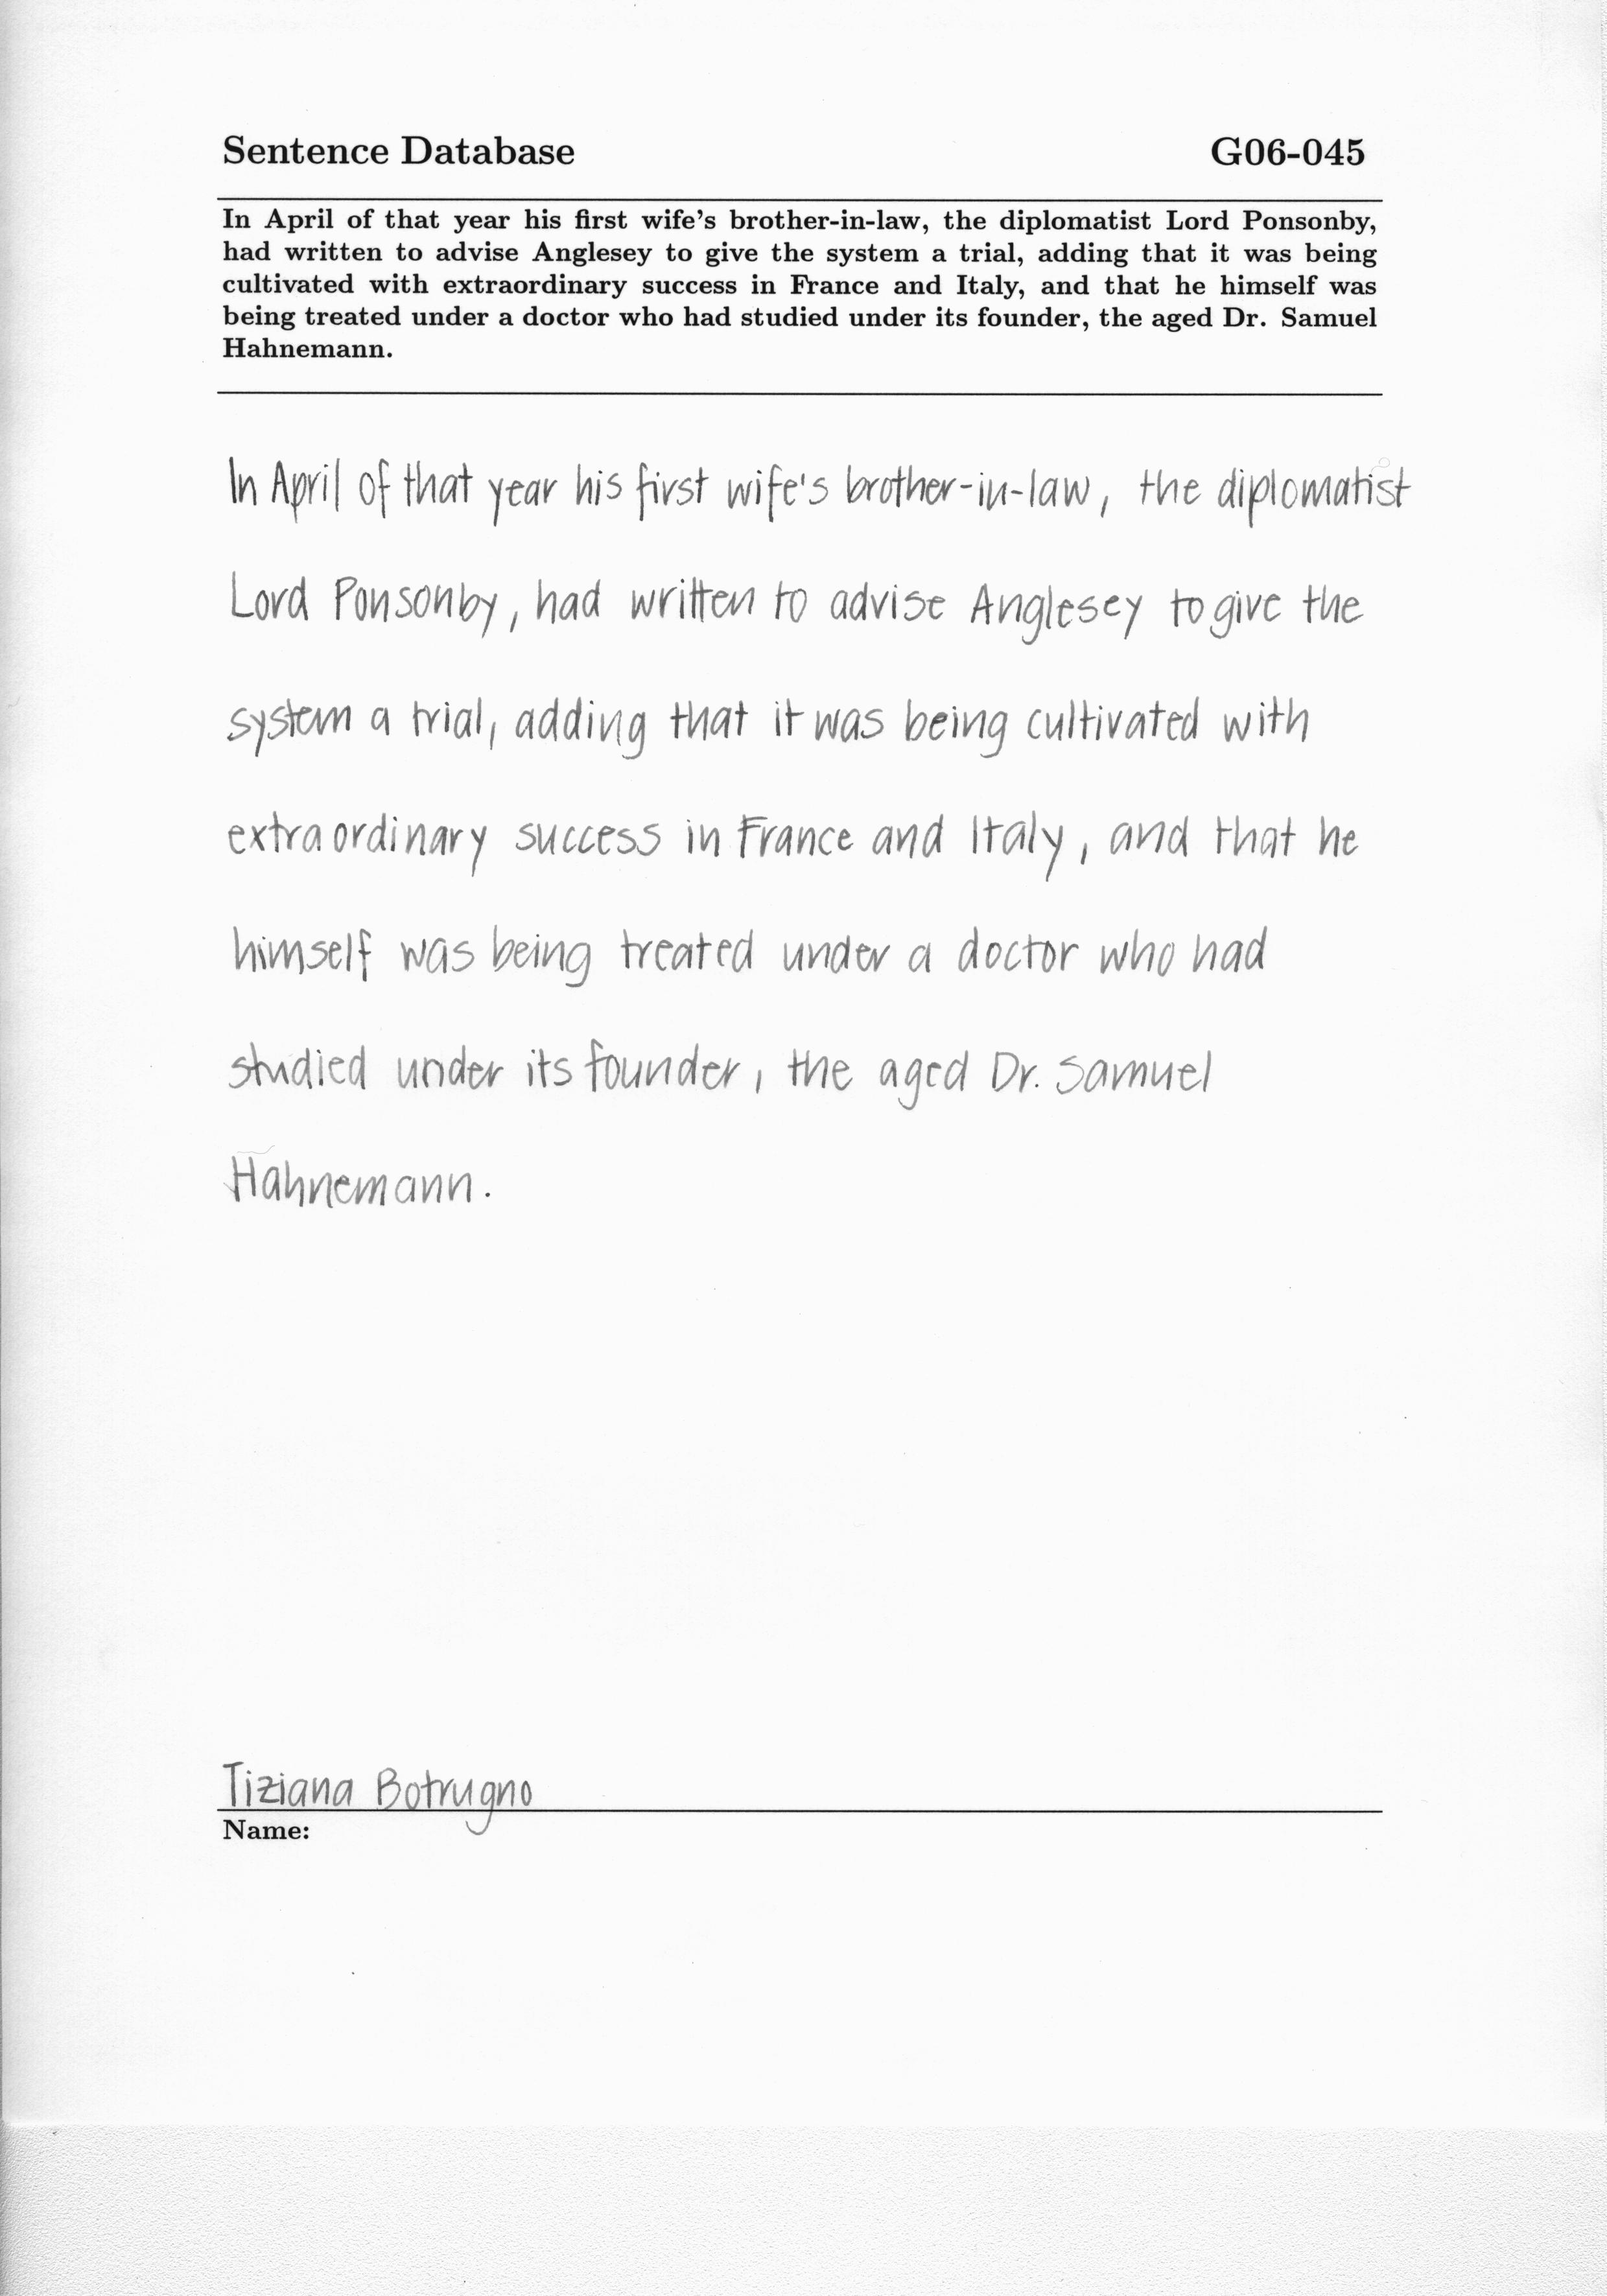 Sentence Database G06-045
In April of that year his first wife's brother-in-law, the diplomatist Lord Ponsonby,
had written to advise Anglesey to give the system a trial, adding that it was being
cultivated with extraordinary success in France and Italy, and that he himself was
being treated under a doctor who had studied under its founder, the aged Dr. Samuel
Hahnemann.
In April of that year his first wife's brother-in-law, the diplomatist
Lord Ponsonby, had written to advise Anglesey to give the
system a trial, adding that it was being cultivated with
extraordinary success in France and Italy, and that he
himself was being treated under a doctor who had
studied under its founder, the aged Dr. Samuel
Hahnemann.
Tiziana Botrugno
Name: